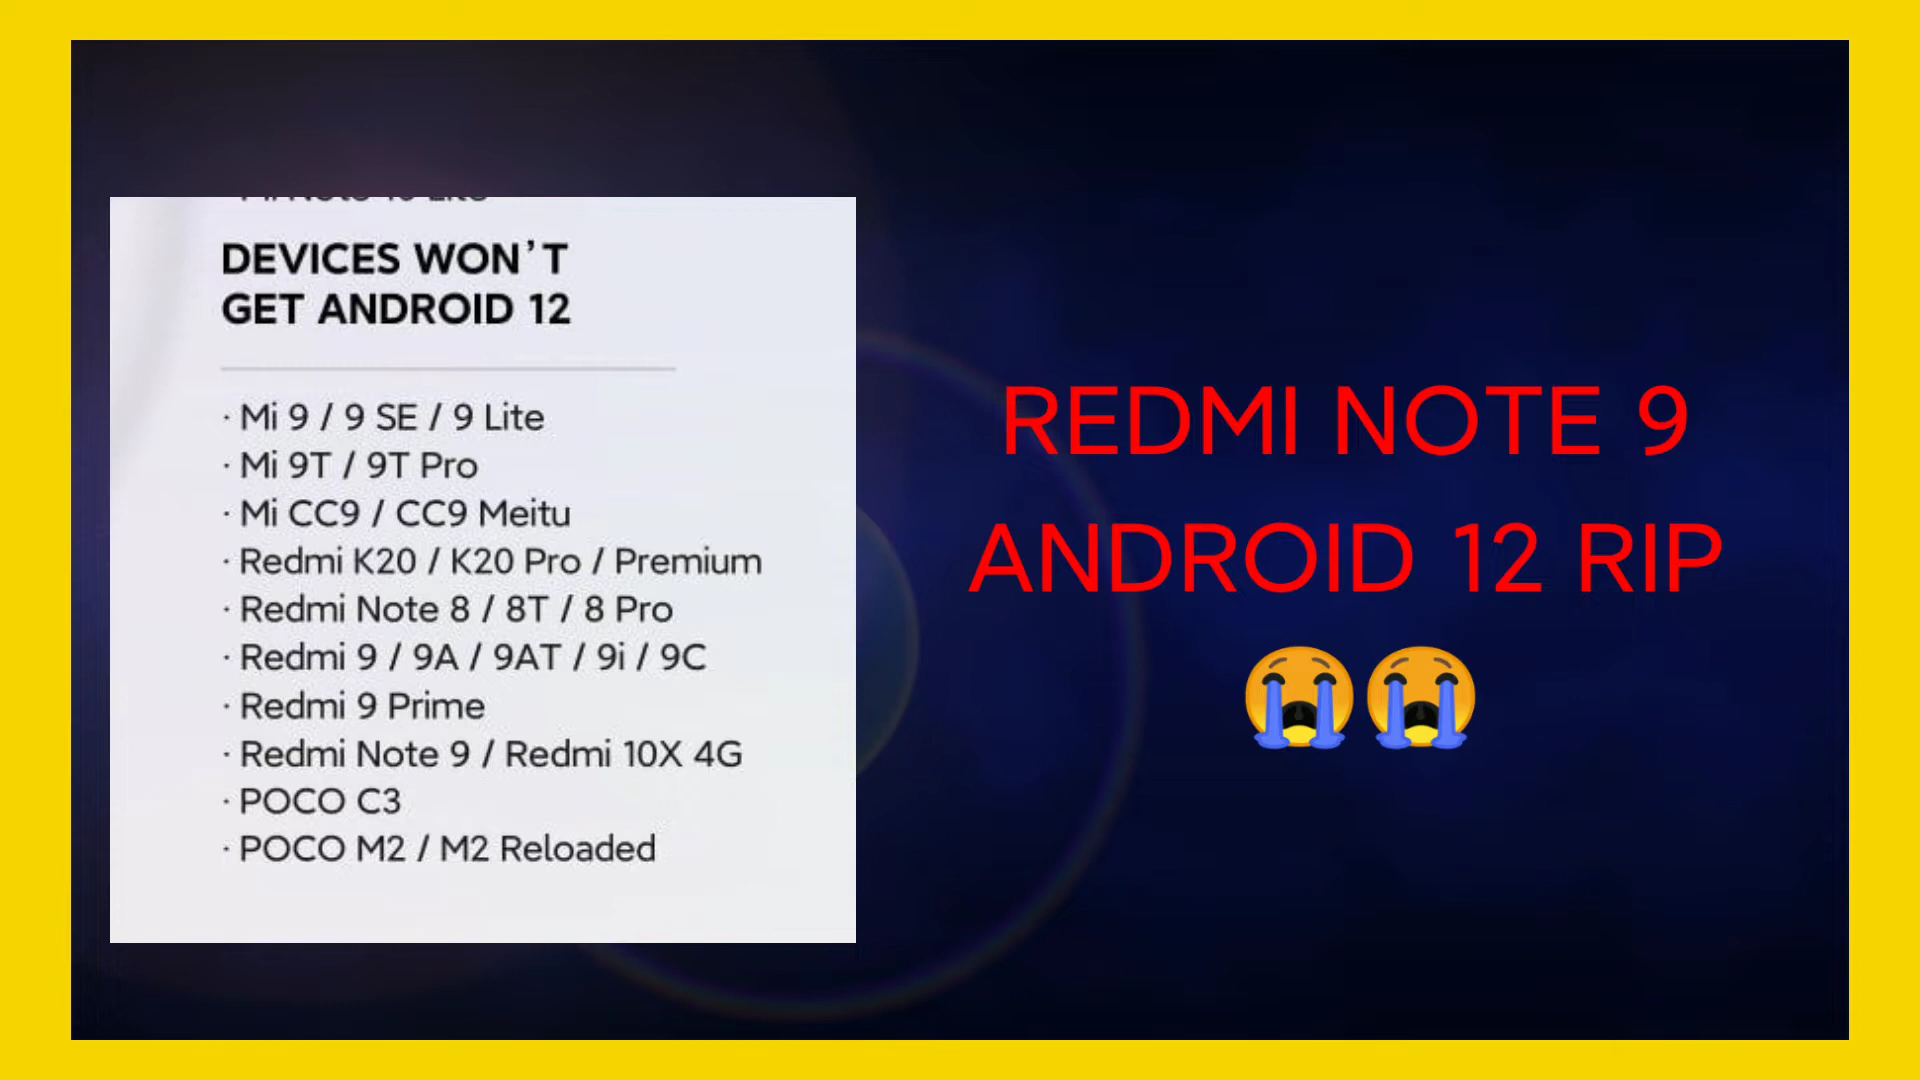 DEVICES WON’T
GET ANDROID 12
· Mi 9 / 9 SE / 9 Lite
· Mi 9T / 9T Pro
· Mi CC9 / CC9 Meitu
· Redmi K20 / K20 Pro / Premium
· Redmi Note 8 / 8T / 8 Pro
· Redmi 9 / 9A / 9AT / 9i / 9C
· Redmi 9 Prime
· Redmi Note 9 / Redmi 10X 4G
· POCO C3
· POCO M2 / M2 Reloaded
REDMI NOTE 9
ANDROID 12 RIP
😭😭